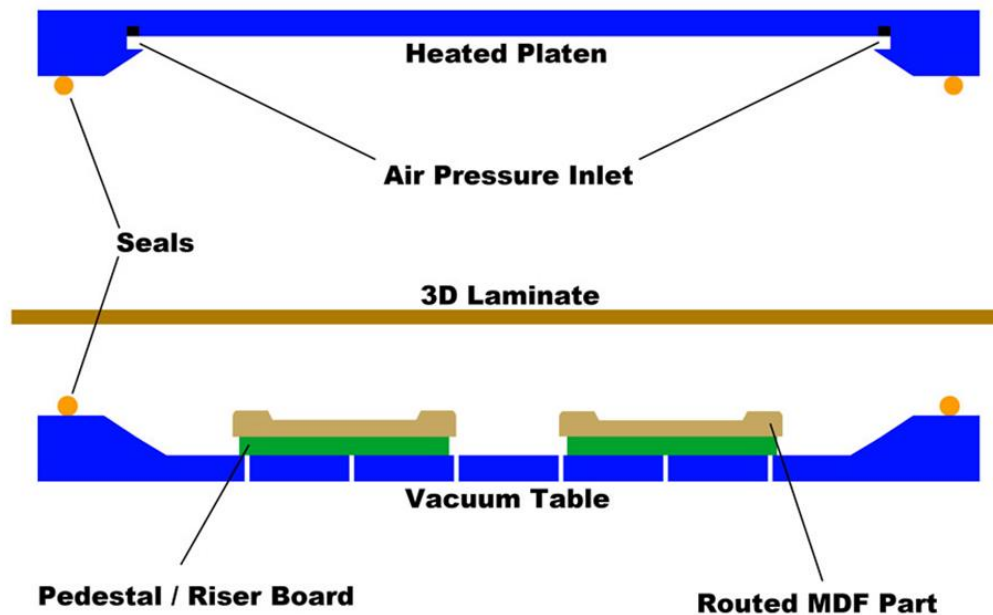 Heated Platen
Air Pressure Inlet
Seals
3D Laminate
Vacuum Table
Pedestal / Riser Board
Routed MDF Part